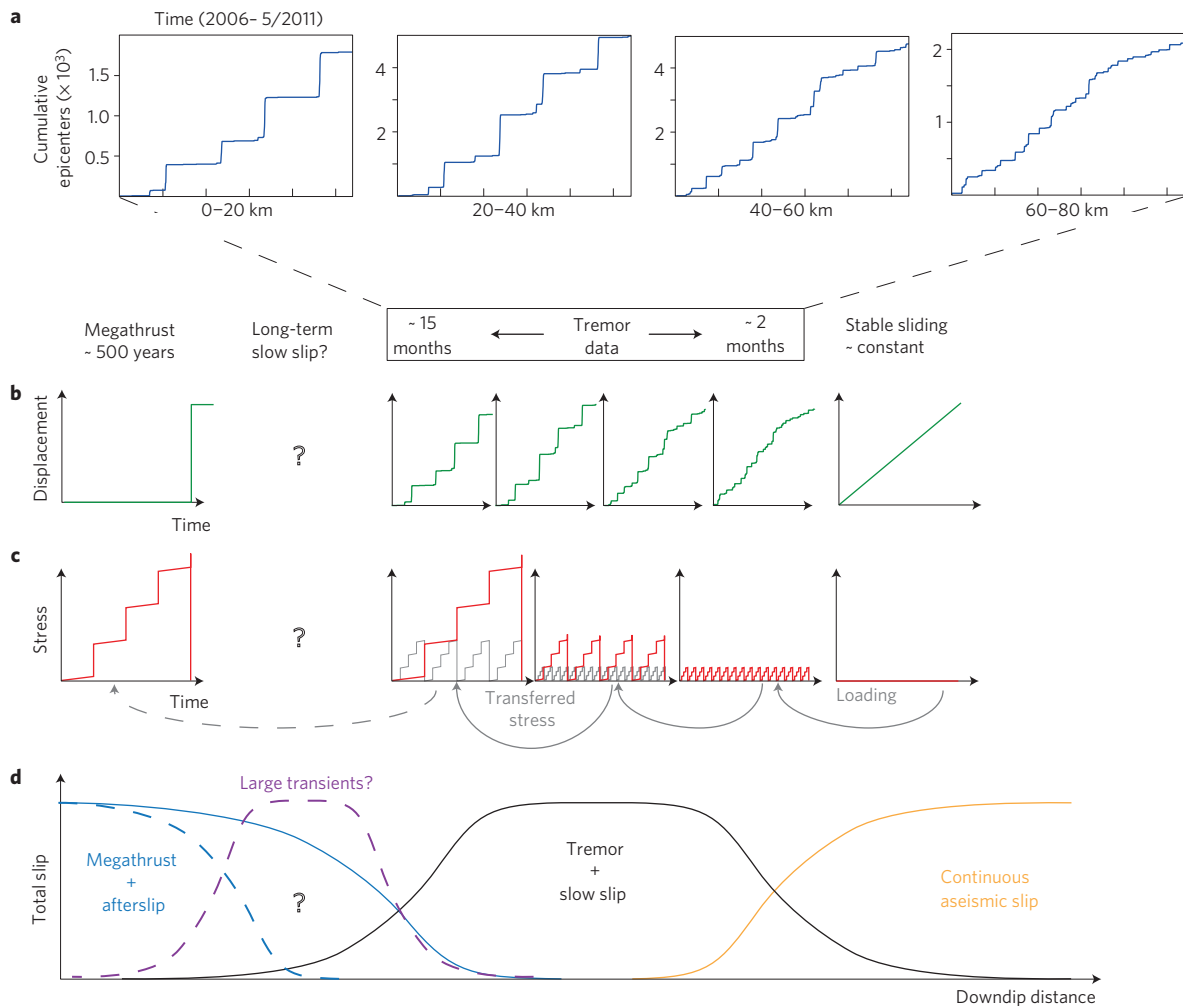 a
Time (2006– 5/2011)
Cumulative
epicenters (× 10³)
1.5
1.0
0.5
4
2
4
2
2
1
0–20 km
20–40 km
40–60 km
60–80 km
Megathrust
~ 500 years
Long-term
slow slip?
~ 15
months
Tremor
data
~ 2
months
Stable sliding
~ constant
b
Displacement
?
Time
c
Stress
?
Time
Transferred
stress
Loading
d
Large transients?
Total slip
Megathrust
+
afterslip
?
Tremor
+
slow slip
Continuous
aseismic slip
Downdip distance